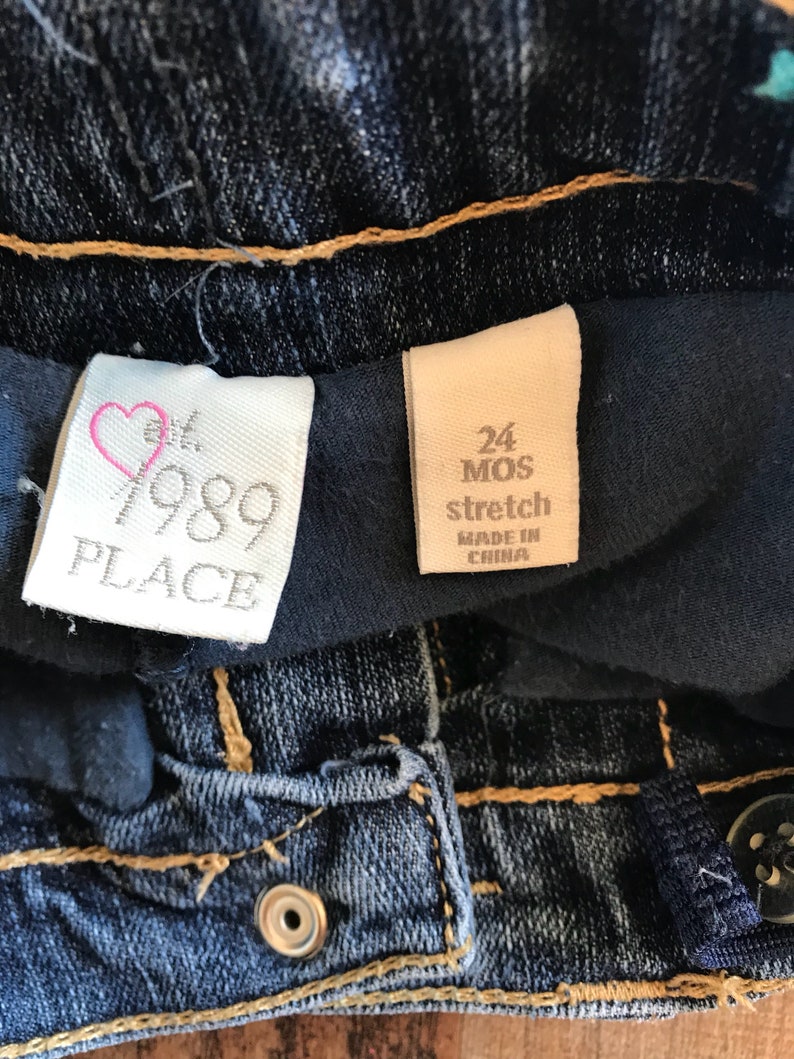 est.
1989
PLACE
24
MOS
stretch
MADE IN
CHINA